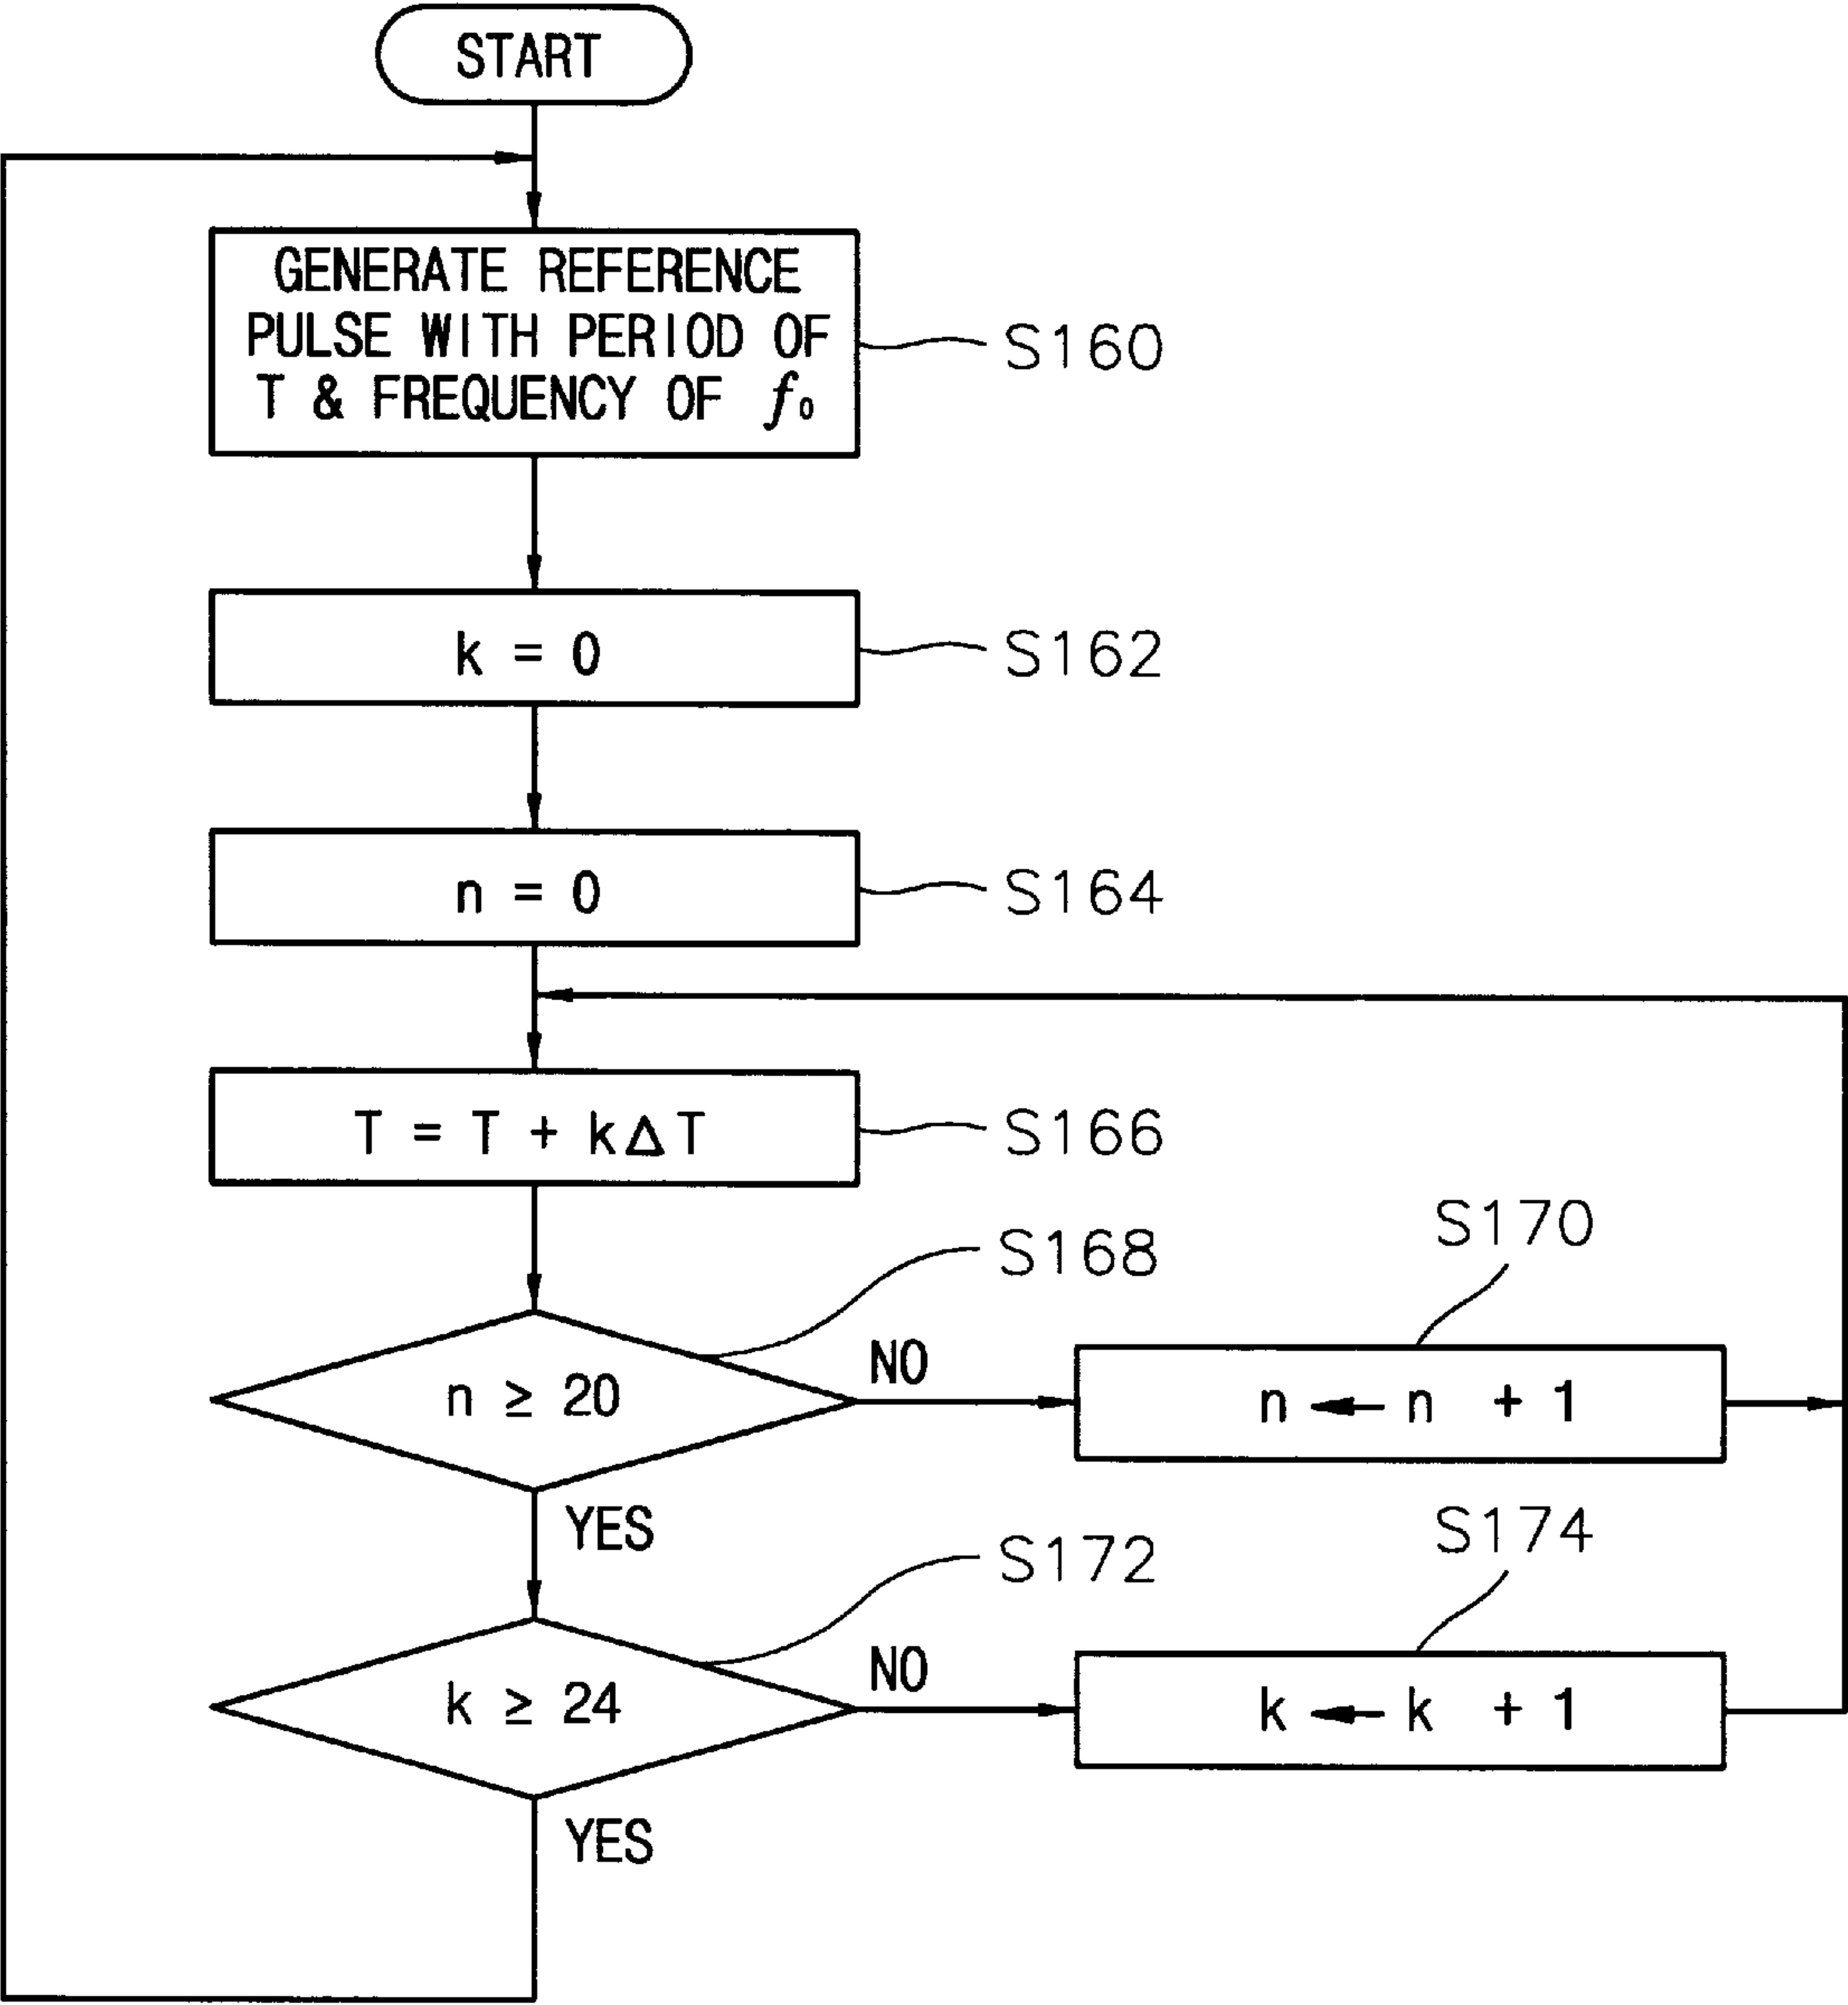 START
GENERATE REFERENCE
PULSE WITH PERIOD OF
T & FREQUENCY OF f₀
S160
k = 0
S162
n = 0
S164
T = T + kΔT
S166
S168
n ≥ 20
NO
YES
S170
n ← n + 1
S172
k ≥ 24
NO
YES
S174
k ← k + 1